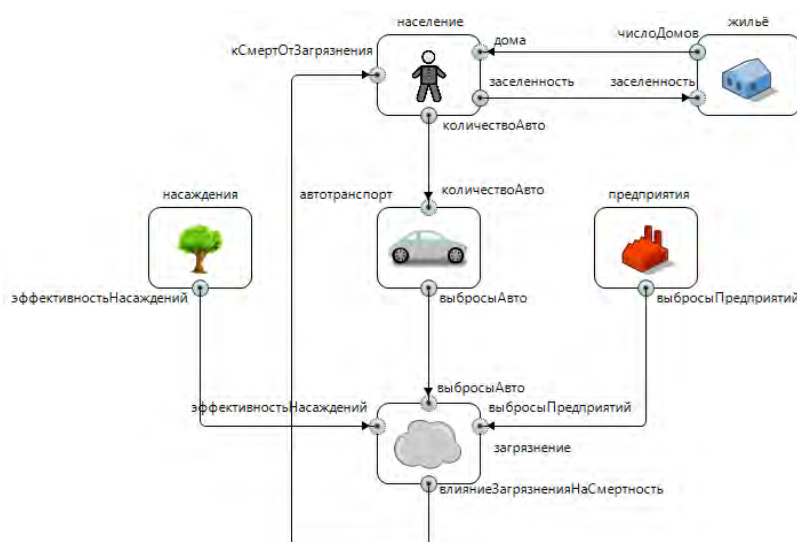 население
жильё
кСмертОтЗагрязнения
дома
числоДомов
заселенность
заселенность
количествоАвто
насаждения
автотранспорт
количествоАвто
предприятия
эффективностьНасаждений
выбросыАвто
выбросыПредприятий
выбросыАвто
эффективностьНасаждений
выбросыПредприятий
загрязнение
влияниеЗагрязненияНаСмертность